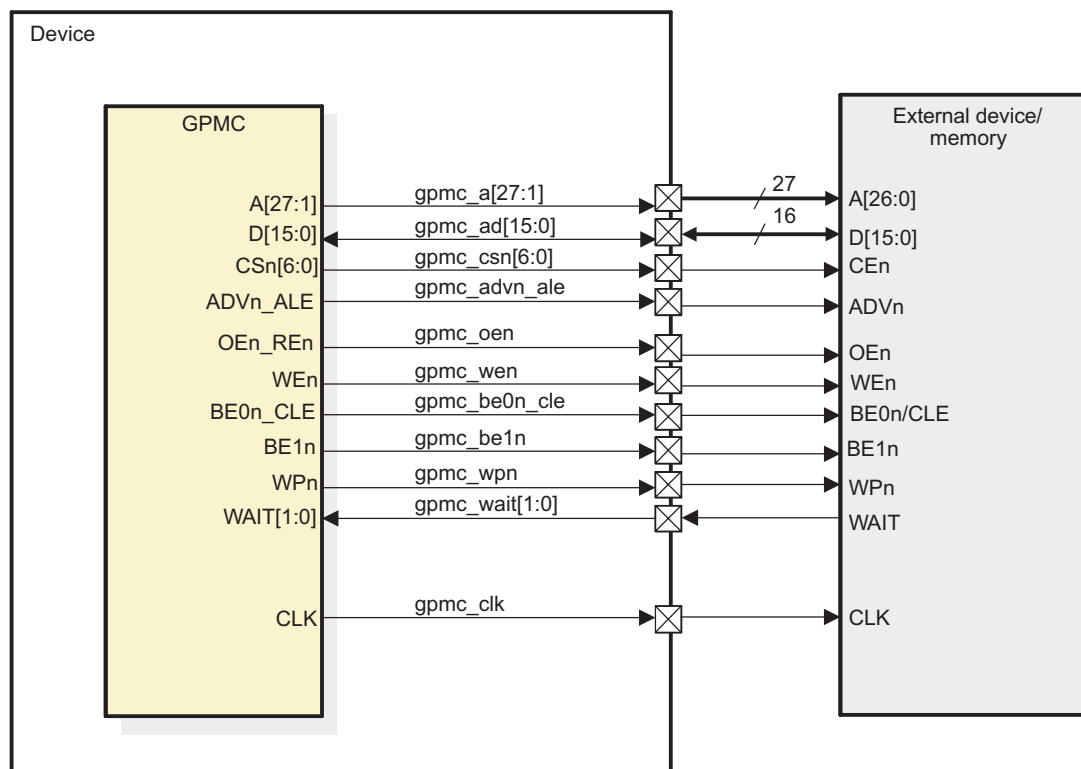 Device
GPMC
External device/
memory
A[27:1] gpmc_a[27:1] 27 A[26:0]
D[15:0] gpmc_ad[15:0] 16 D[15:0]
CSn[6:0] gpmc_csn[6:0] CEn
ADVn_ALE gpmc_advn_ale ADVn
OEn_REn gpmc_oen OEn
WEn gpmc_wen WEn
BE0n_CLE gpmc_be0n_cle BE0n/CLE
BE1n gpmc_be1n BE1n
WPn gpmc_wpn WPn
WAIT[1:0] gpmc_wait[1:0] WAIT
CLK gpmc_clk CLK